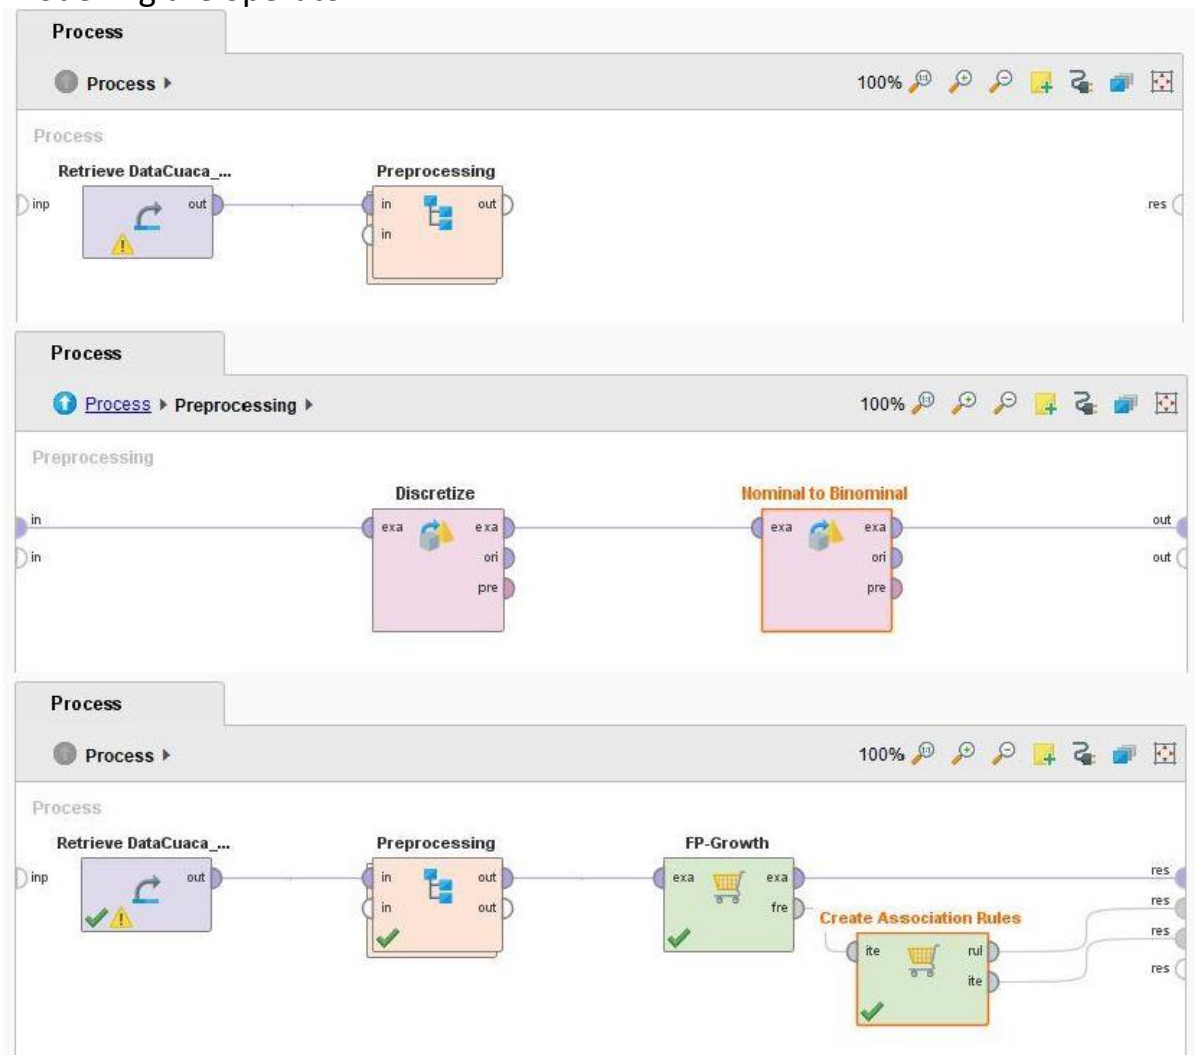 Process
Process
100%
Process
Retrieve DataCuaca_...
Preprocessing
inp
out
in
out
in
res
Process
Process
Preprocessing
100%
Preprocessing
Discretize
Nominal to Binominal
in
in
exa
exa
ori
pre
exa
exa
ori
pre
out
out
Process
Process
100%
Process
Retrieve DataCuaca_...
Preprocessing
FP-Growth
inp
out
in
out
in
out
exa
exa
fre
Create Association Rules
ite
rul
ite
res
res
res
res